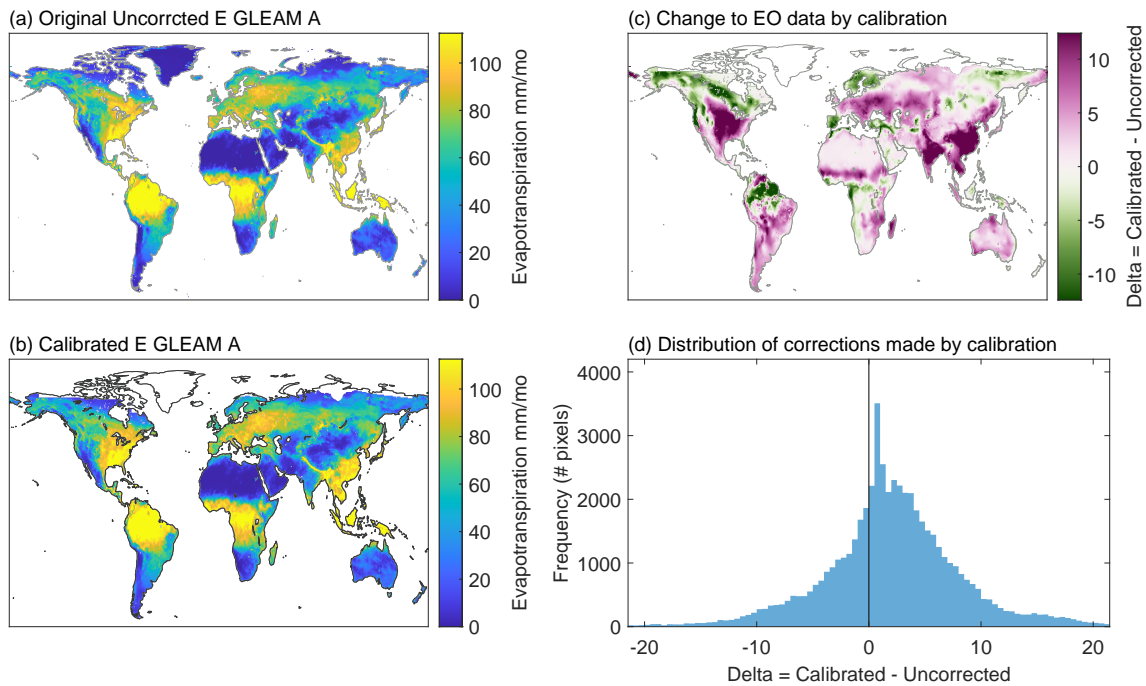 (a) Original Uncorrcted E GLEAM A
100
80
60
40
20
0
Evapotranspiration mm/mo
(c) Change to EO data by calibration
10
5
0
-5
-10
Delta = Calibrated - Uncorrected
(b) Calibrated E GLEAM A
100
80
60
40
20
0
Evapotranspiration mm/mo
(d) Distribution of corrections made by calibration
4000
3000
2000
1000
0
Frequency (# pixels)
-20 -10 0 10 20
Delta = Calibrated - Uncorrected